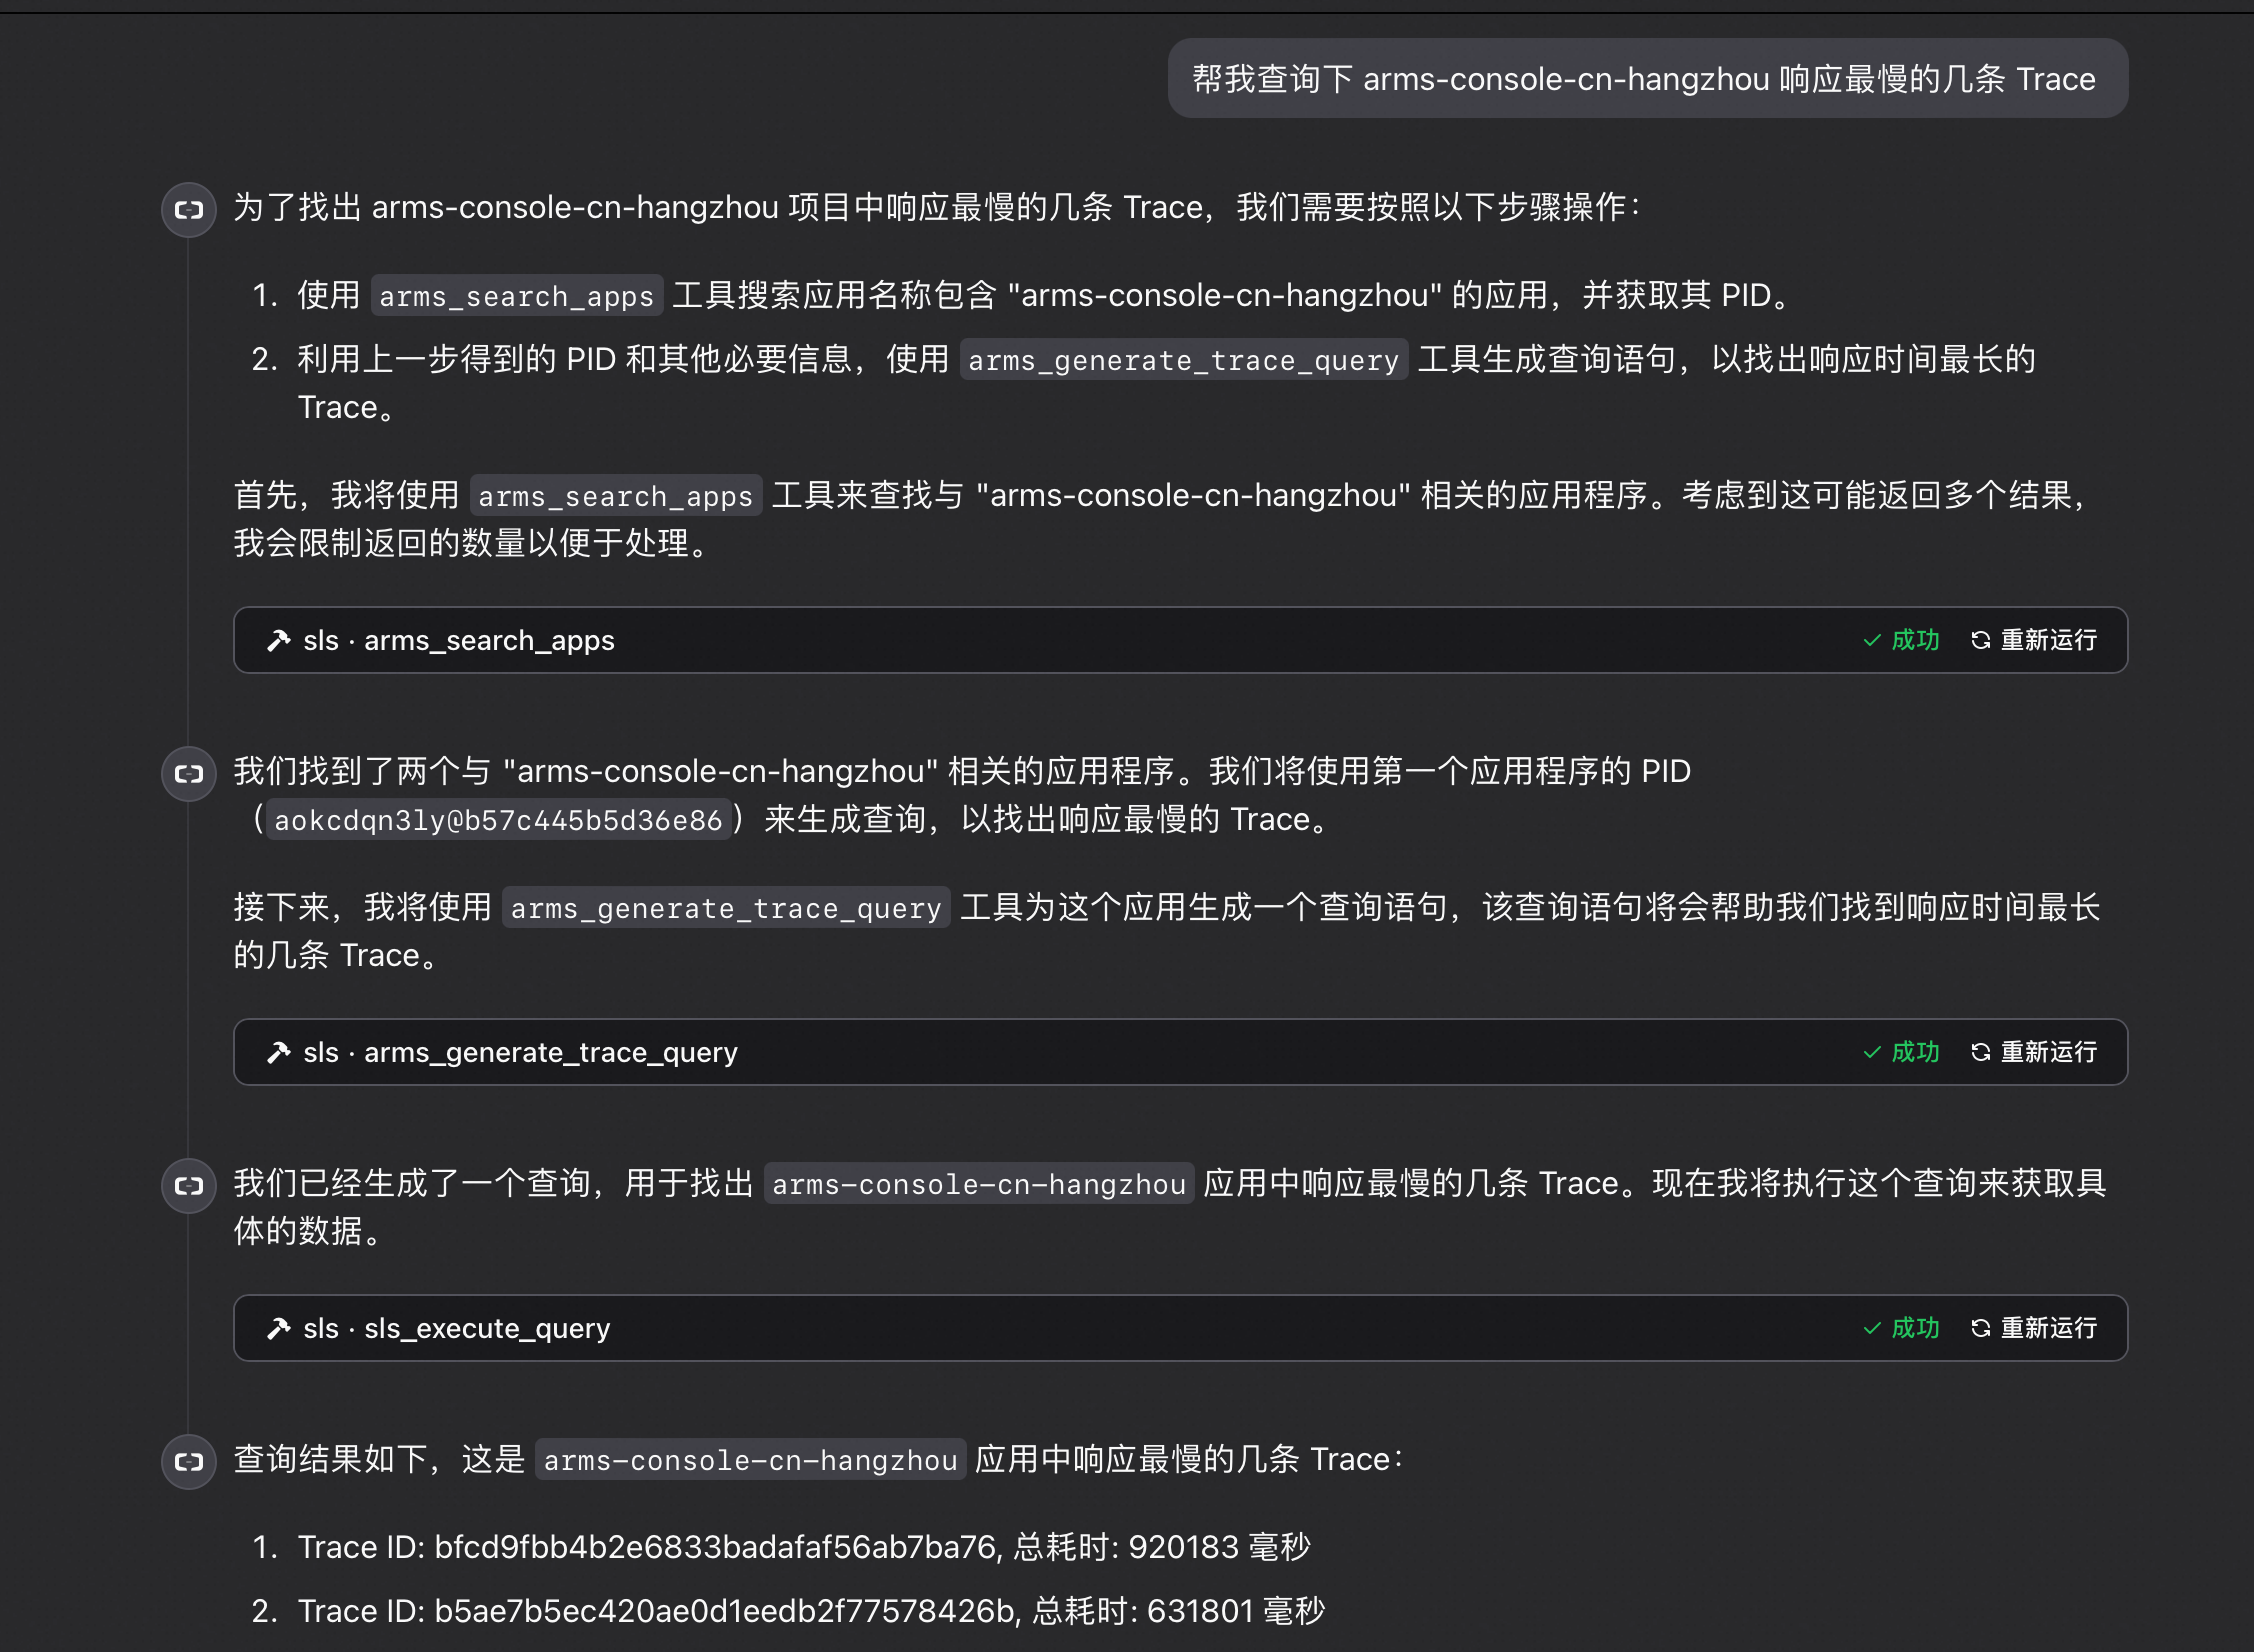 帮我查询下 arms-console-cn-hangzhou 响应最慢的几条 Trace
为了找出 arms-console-cn-hangzhou 项目中响应最慢的几条 Trace，我们需要按照以下步骤操作：
1. 使用 arms_search_apps 工具搜索应用名称包含 "arms-console-cn-hangzhou" 的应用，并获取其 PID。
2. 利用上一步得到的 PID 和其他必要信息，使用 arms_generate_trace_query 工具生成查询语句，以找出响应时间最长的
Trace。
首先，我将使用 arms_search_apps 工具来查找与 "arms-console-cn-hangzhou" 相关的应用程序。考虑到这可能返回多个结果，
我会限制返回的数量以便于处理。
sls · arms_search_apps 成功 重新运行
我们找到了两个与 "arms-console-cn-hangzhou" 相关的应用程序。我们将使用第一个应用程序的 PID
（aokcdqn3ly@b57c445b5d36e86）来生成查询，以找出响应最慢的 Trace。
接下来，我将使用 arms_generate_trace_query 工具为这个应用生成一个查询语句，该查询语句将会帮助我们找到响应时间最长
的几条 Trace。
sls · arms_generate_trace_query 成功 重新运行
我们已经生成了一个查询，用于找出 arms-console-cn-hangzhou 应用中响应最慢的几条 Trace。现在我将执行这个查询来获取具
体的数据。
sls · sls_execute_query 成功 重新运行
查询结果如下，这是 arms-console-cn-hangzhou 应用中响应最慢的几条 Trace：
1. Trace ID: bfcd9fbb4b2e6833badafaf56ab7ba76, 总耗时: 920183 毫秒
2. Trace ID: b5ae7b5ec420ae0d1eedb2f77578426b, 总耗时: 631801 毫秒